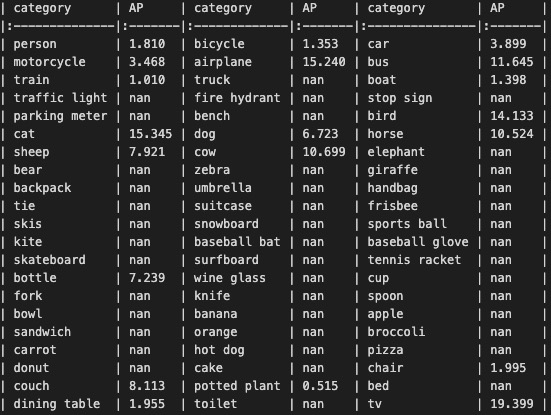 | category | AP | category | AP | category | AP |
|:--------------|:-------|:-------------|:-------|:---------------|:-------|
| person | 1.810 | bicycle | 1.353 | car | 3.899 |
| motorcycle | 3.468 | airplane | 15.240 | bus | 11.645 |
| train | 1.010 | truck | nan | boat | 1.398 |
| traffic light | nan | fire hydrant | nan | stop sign | nan |
| parking meter | nan | bench | nan | bird | 14.133 |
| cat | 15.345 | dog | 6.723 | horse | 10.524 |
| sheep | 7.921 | cow | 10.699 | elephant | nan |
| bear | nan | zebra | nan | giraffe | nan |
| backpack | nan | umbrella | nan | handbag | nan |
| tie | nan | suitcase | nan | frisbee | nan |
| skis | nan | snowboard | nan | sports ball | nan |
| kite | nan | baseball bat | nan | baseball glove | nan |
| skateboard | nan | surfboard | nan | tennis racket | nan |
| bottle | 7.239 | wine glass | nan | cup | nan |
| fork | nan | knife | nan | spoon | nan |
| bowl | nan | banana | nan | apple | nan |
| sandwich | nan | orange | nan | broccoli | nan |
| carrot | nan | hot dog | nan | pizza | nan |
| donut | nan | cake | nan | chair | 1.995 |
| couch | 8.113 | potted plant | 0.515 | bed | nan |
| dining table | 1.955 | toilet | nan | tv | 19.399 |